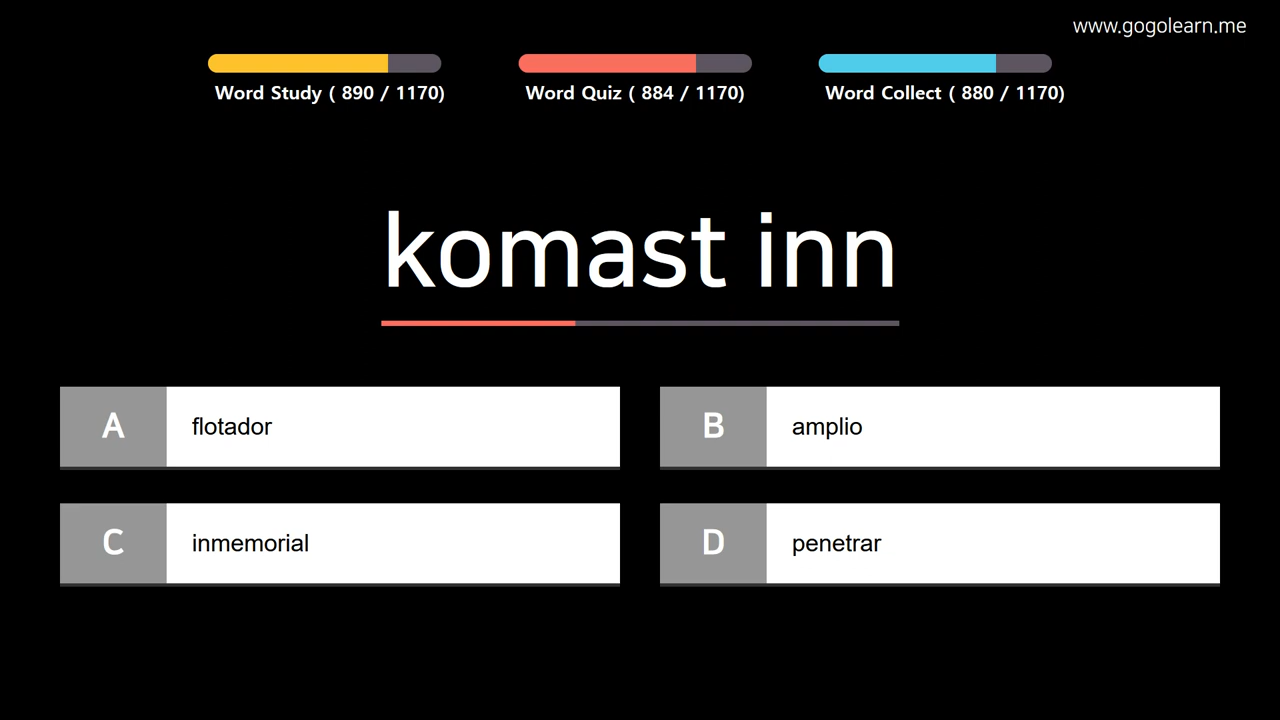 www.gogolearn.me
Word Study ( 890 / 1170)
Word Quiz ( 884 / 1170)
Word Collect ( 880 / 1170)
komast inn
A flotador
B amplio
C inmemorial
D penetrar